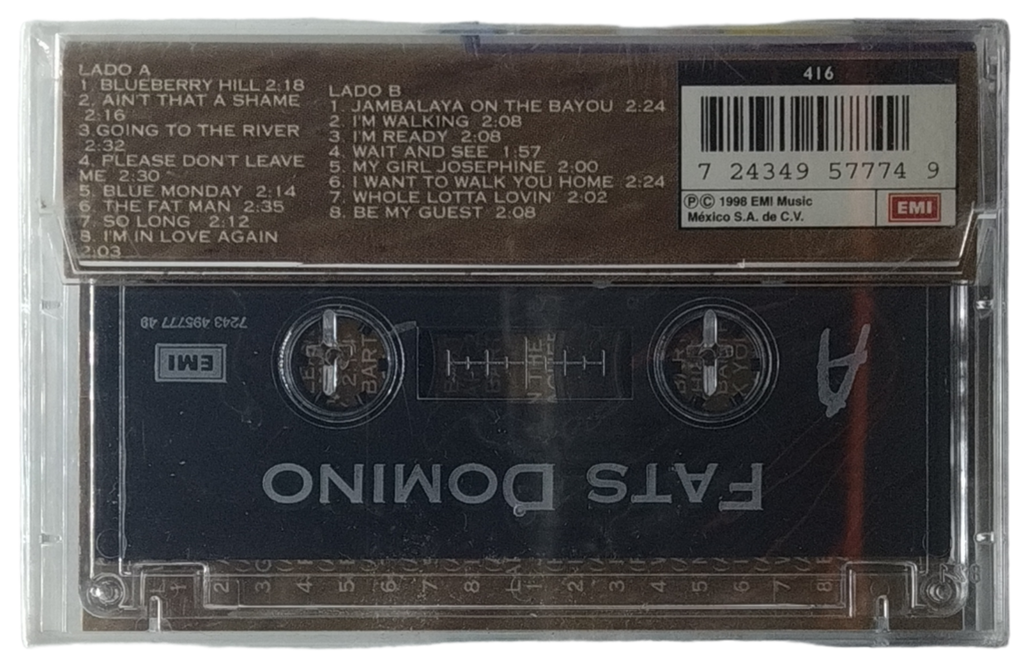 LADO A
1. BLUEBERRY HILL 2:18
2. AIN'T THAT A SHAME
2:16
3.GOING TO THE RIVER
2:32
4. PLEASE DON'T LEAVE
ME 2:30
5. BLUE MONDAY 2:14
6. THE FAT MAN 2:35
7. SO LONG 2:12
8. I'M IN LOVE AGAIN
2:03
LADO B
1. JAMBALAYA ON THE BAYOU 2:24
2. I'M WALKING 2:08
3. I'M READY 2:08
4. WAIT AND SEE 1:57
5. MY GIRL JOSEPHINE 2:00
6. I WANT TO WALK YOU HOME 2:24
7. WHOLE LOTTA LOVIN' 2:02
8. BE MY GUEST 2:08
416
7 24349 57774 9
℗© 1998 EMI Music
México S.A. de C.V.
EMI
7243 495777 49
EMI
A
FATS DOMINO